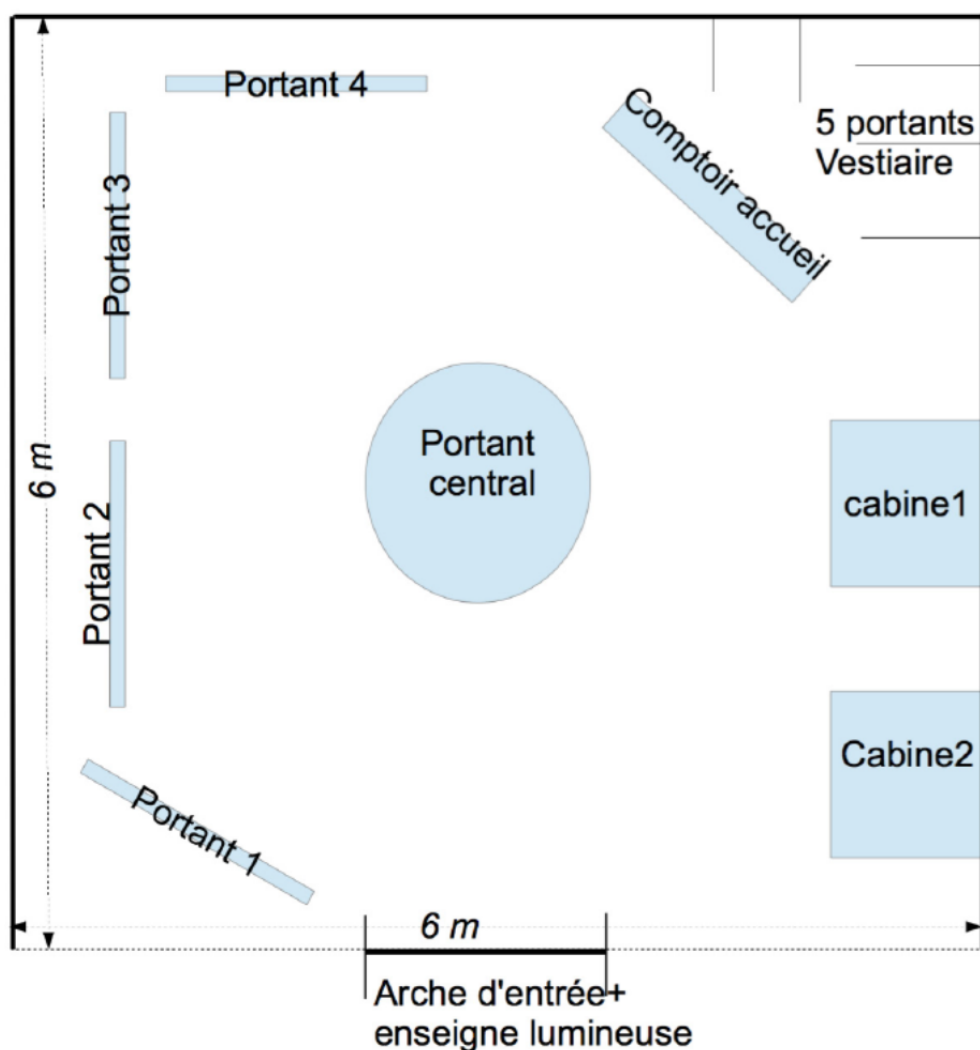 Portant 4
Comptoir accueil
5 portants
Vestiaire
Portant 3
Portant
central
6 m
Portant 2
cabine1
Cabine2
Portant 1
6 m
Arche d'entrée+
enseigne lumineuse